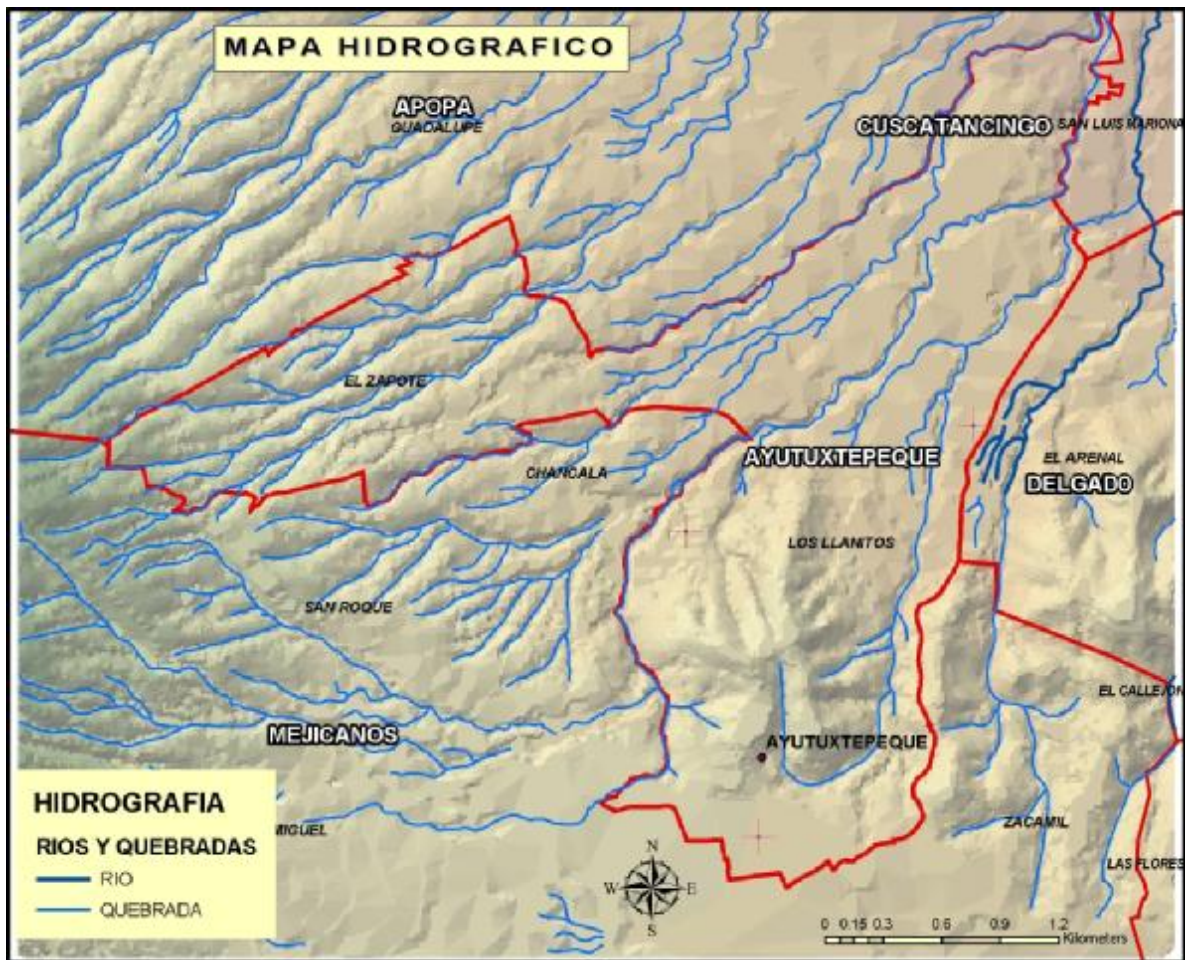 MAPA HIDROGRAFICO
APOPA
GUADALUPE
CUSCATANCINGO
SAN LUIS MARIONA
EL ZAPOTE
CHANCALA
AYUTUXTEPEQUE
EL ARENAL
DELGADO
LOS LLANITOS
SAN ROQUE
EL CALLEJON
MEJICANOS
AYUTUXTEPEQUE
HIDROGRAFIA
RIOS Y QUEBRADAS
RIO
QUEBRADA
MIGUEL
ZACAMIL
LAS FLORES
N
W E
S
0 0.15 0.3 0.6 0.9 1.2
Kilometers